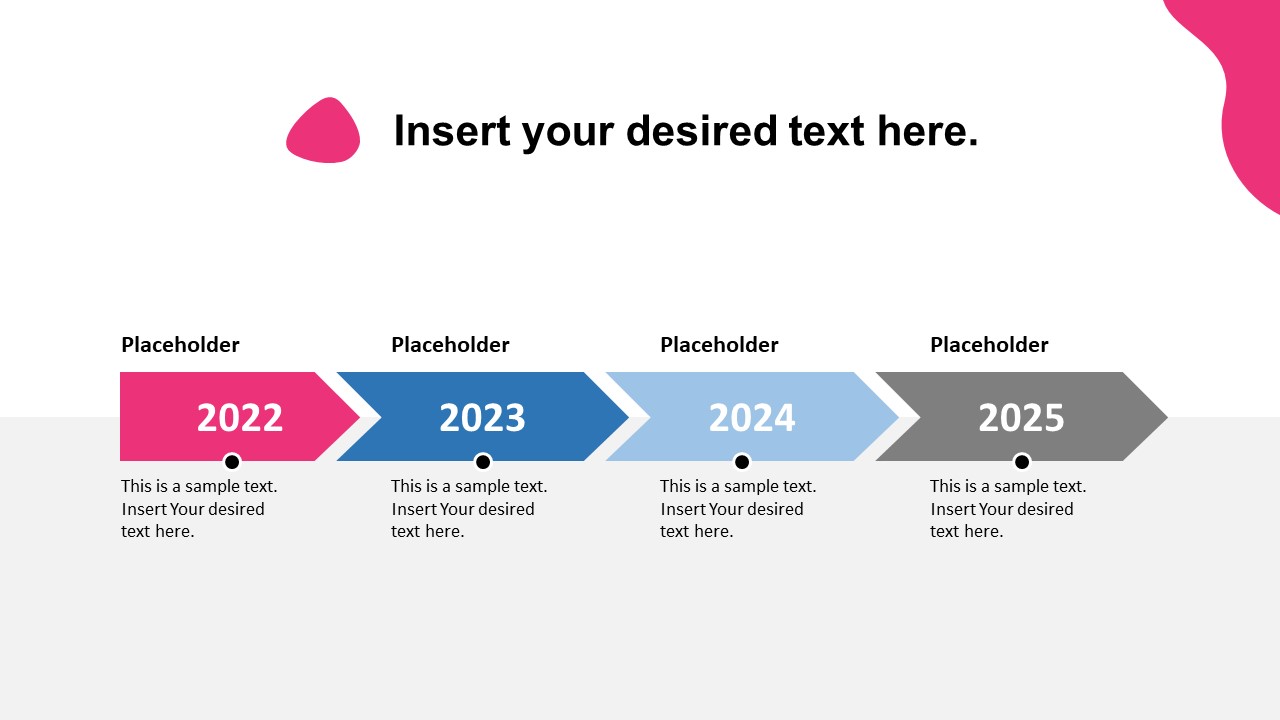 Insert your desired text here.
Placeholder
Placeholder
Placeholder
Placeholder
2022
2023
2024
2025
This is a sample text.
Insert Your desired
text here.
This is a sample text.
Insert Your desired
text here.
This is a sample text.
Insert Your desired
text here.
This is a sample text.
Insert Your desired
text here.